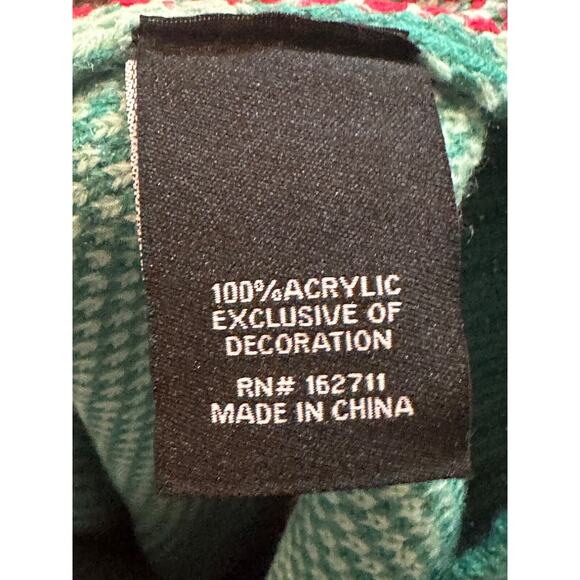 100%ACRYLIC
EXCLUSIVE OF
DECORATION
RN# 162711
MADE IN CHINA